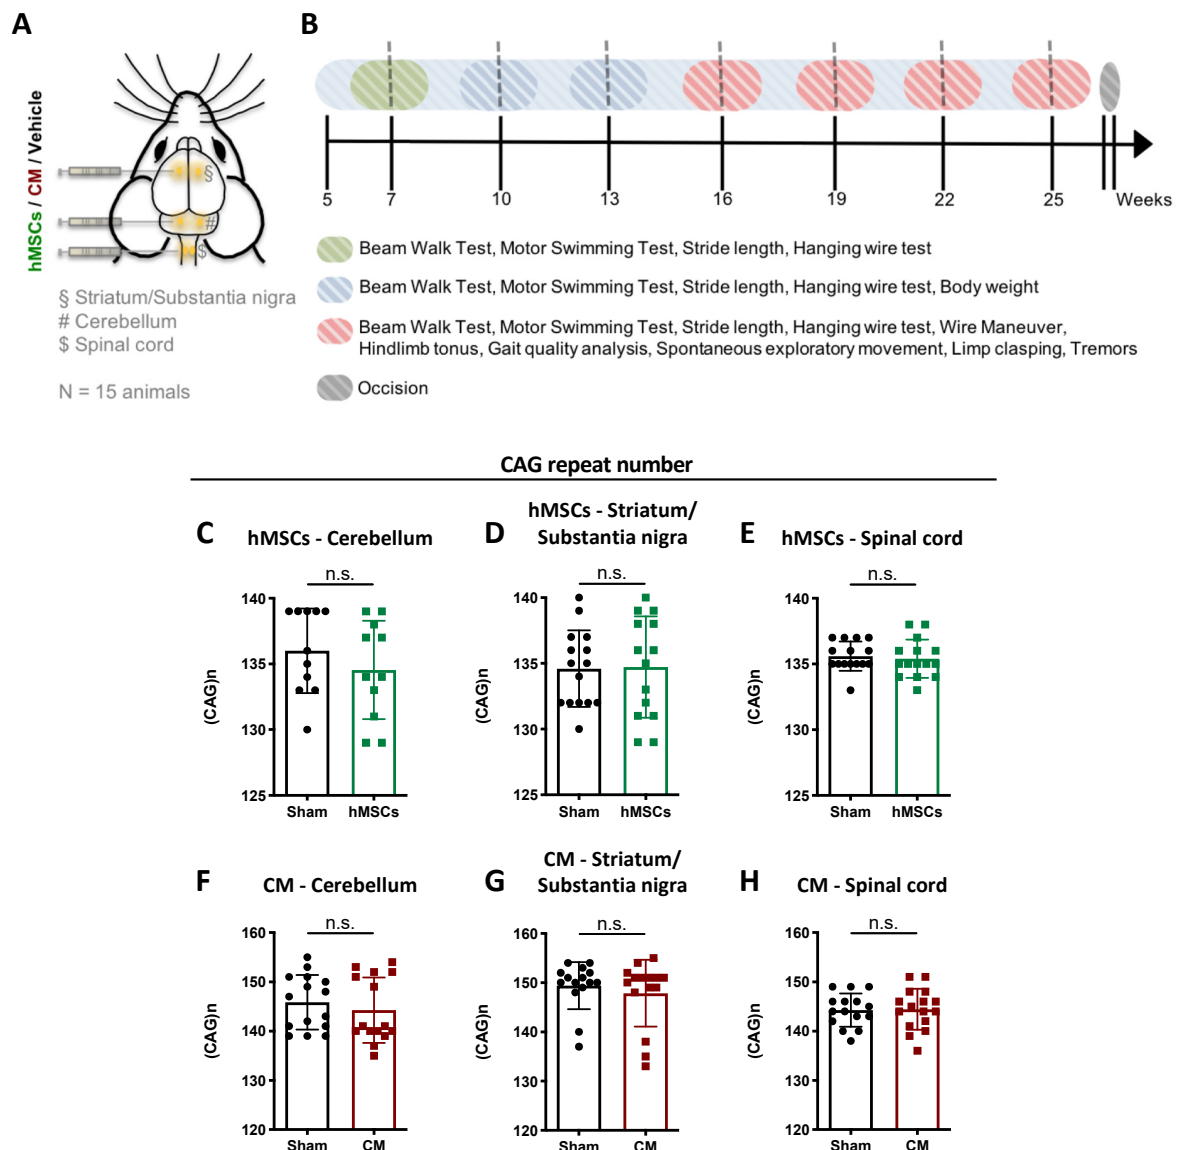 A
B
hMSCs / CM / Vehicle
§
#
$
§ Striatum/Substantia nigra
# Cerebellum
$ Spinal cord
N = 15 animals
5 7 10 13 16 19 22 25 Weeks
Beam Walk Test, Motor Swimming Test, Stride length, Hanging wire test
Beam Walk Test, Motor Swimming Test, Stride length, Hanging wire test, Body weight
Beam Walk Test, Motor Swimming Test, Stride length, Hanging wire test, Wire Maneuver,
Hindlimb tonus, Gait quality analysis, Spontaneous exploratory movement, Limp clasping, Tremors
Occision
CAG repeat number
C
hMSCs - Cerebellum
n.s.
140
135
130
125
(CAG)n
Sham hMSCs
D
hMSCs - Striatum/
Substantia nigra
n.s.
140
135
130
125
(CAG)n
Sham hMSCs
E
hMSCs - Spinal cord
n.s.
140
135
130
125
(CAG)n
Sham hMSCs
F
CM - Cerebellum
n.s.
160
150
140
130
120
(CAG)n
Sham CM
G
CM - Striatum/
Substantia nigra
n.s.
160
150
140
130
120
(CAG)n
Sham CM
H
CM - Spinal cord
n.s.
160
150
140
130
120
(CAG)n
Sham CM